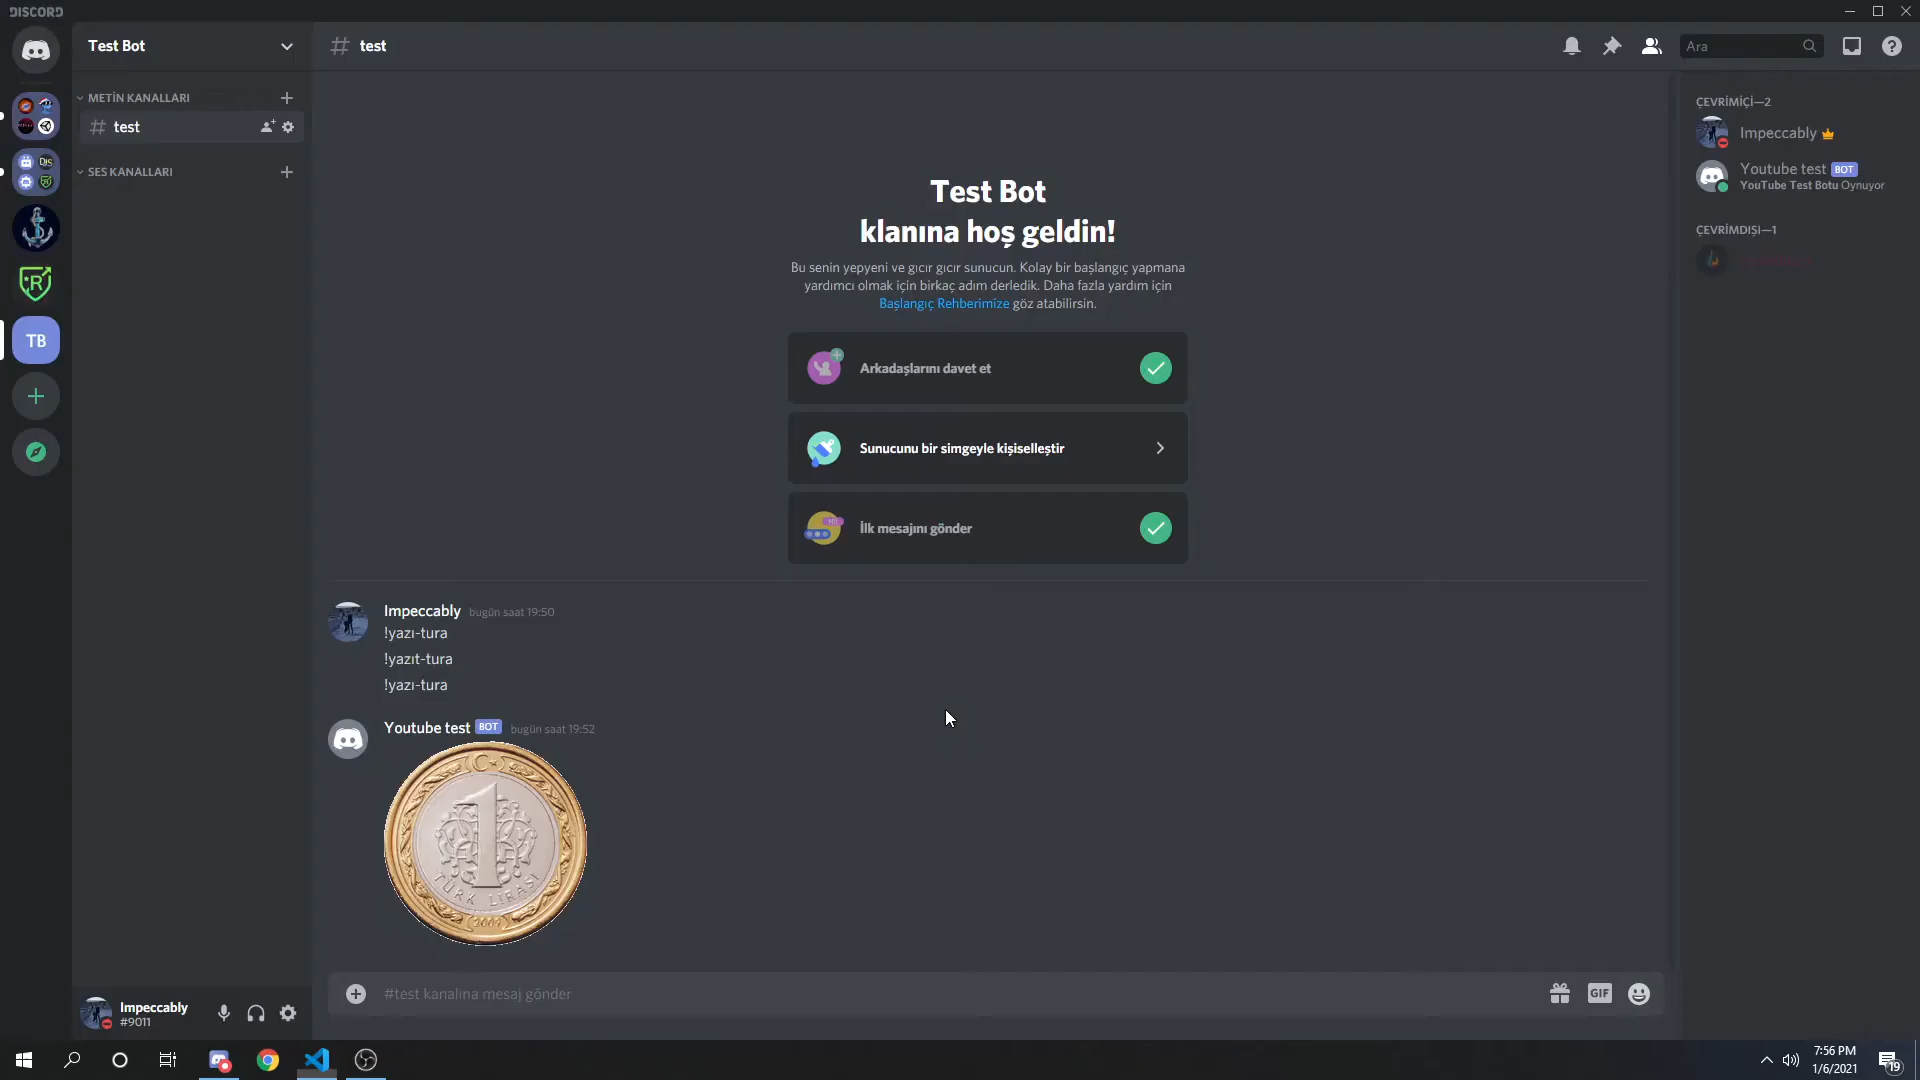 DISCORD
Test Bot
METİN KANALLARI
test
SES KANALLARI
TB
Impeccably
#9011
# test
Ara
Test Bot
klanına hoş geldin!
Bu senin yepyeni ve gıcır gıcır sunucun. Kolay bir başlangıç yapmana
yardımcı olmak için birkaç adım derledik. Daha fazla yardım için
Başlangıç Rehberimize göz atabilirsin.
Arkadaşlarını davet et
Sunucunu bir simgeyle kişiselleştir
İlk mesajını gönder
Impeccably bugün saat 19:50
!yazı-tura
!yazıt-tura
!yazı-tura
Youtube test BOT bugün saat 19:52
1
TÜRK LİRASI
2009
#test kanalına mesaj gönder
GIF
ÇEVRİMİÇİ—2
Impeccably
Youtube test BOT
YouTube Test Botu Oynuyor
ÇEVRİMDIŞI—1
7:56 PM
1/6/2021
19